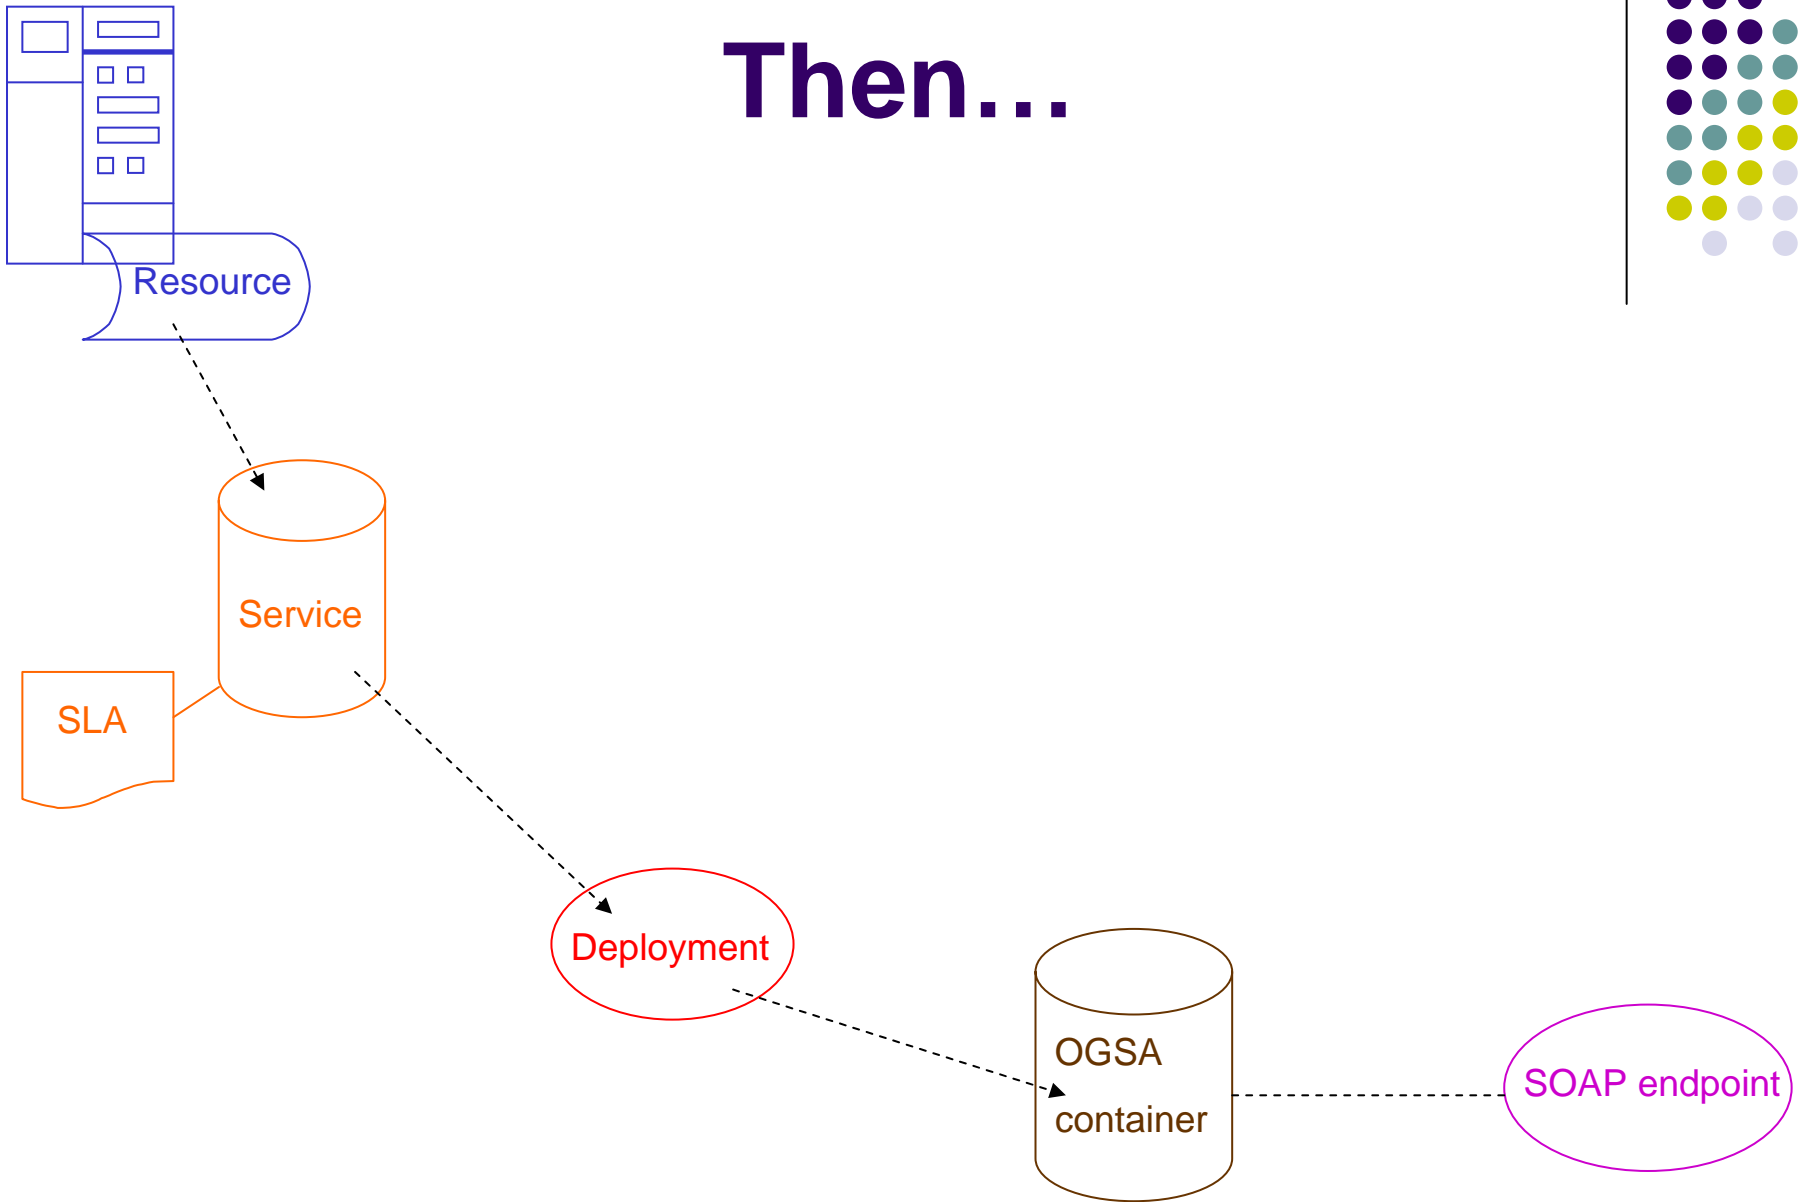 Then…
Resource
Service
SLA
Deployment
OGSA
container
SOAP endpoint